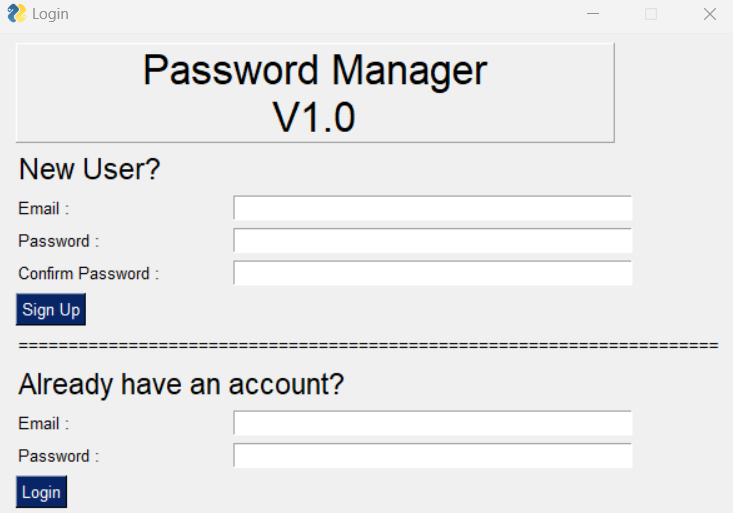 Login
Password Manager
V1.0
New User?
Email :
Password :
Confirm Password :
Sign Up
======================================================================
Already have an account?
Email :
Password :
Login